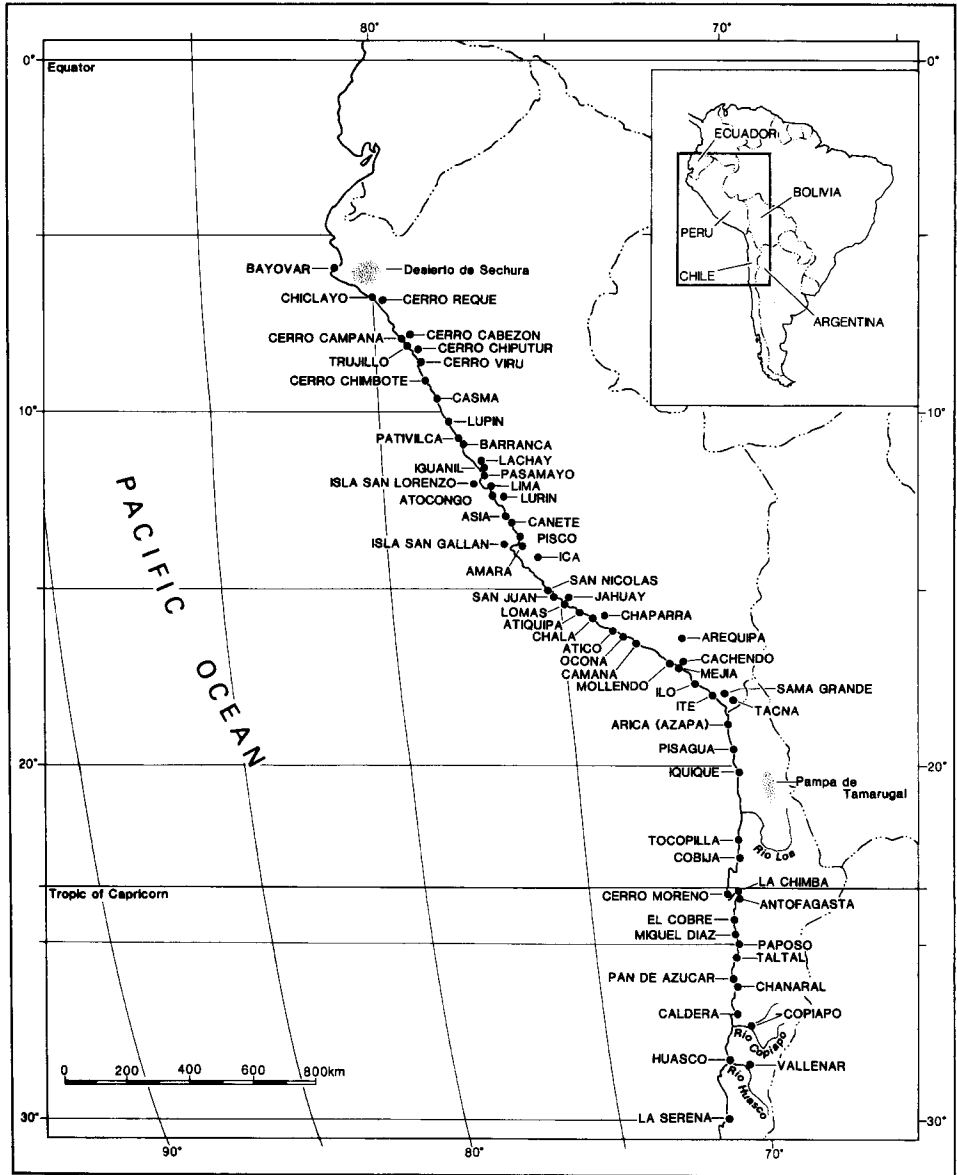 80°
70°
0°
Equator
0°
ECUADOR
BOLIVIA
PERU
CHILE
ARGENTINA
BAYOVAR
Desierto de Sechura
CHICLAYO
CERRO REQUE
CERRO CABEZON
CERRO CAMPANA
CERRO CHIPUTUR
TRUJILLO
CERRO VIRU
CERRO CHIMBOTE
CASMA
10°
10°
LUPIN
PATIVILCA
BARRANCA
LACHAY
IGUANIL
PASAMAYO
ISLA SAN LORENZO
LIMA
ATOCONGO
LURIN
ASIA
CANETE
PISCO
ISLA SAN GALLAN
ICA
AMARA
PACIFIC OCEAN
SAN NICOLAS
SAN JUAN
JAHUAY
LOMAS
CHAPARRA
ATIQUIPA
CHALA
AREQUIPA
ATICO
OCONA
CACHENDO
CAMANA
MEJIA
MOLLENDO
ILO
SAMA GRANDE
ITE
TACNA
ARICA (AZAPA)
PISAGUA
20°
20°
IQUIQUE
Pampa de
Tamarugal
TOCOPILLA
Rio Loa
COBIJA
Tropic of Capricorn
LA CHIMBA
CERRO MORENO
ANTOFAGASTA
EL COBRE
MIGUEL DIAZ
PAPOSO
TALTAL
PAN DE AZUCAR
CHANARAL
CALDERA
COPIAPO
Rio Copiapo
HUASCO
VALLENAR
Rio Huasco
0 200 400 600 800km
LA SERENA
30°
30°
90°
80°
70°